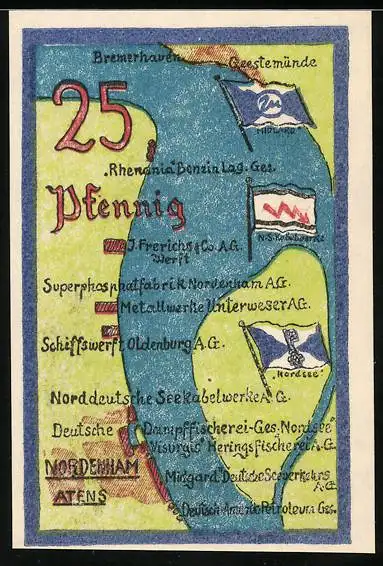 Bremerhaven
Geestemünde
25
Pfennig
"MIDGARD"
„Rhenania" Benzin Lag. Ges.
J. Frerichs & Co. A.G.
Werft
N.S. Kabelwerke
Superphosphatfabrik Nordenham A.G.
Metallwerke Unterweser A.G.
Schiffswerft Oldenburg A.G.
„Nordsee"
Norddeutsche Seekabelwerke A.G.
Deutsche Dampffischerei-Ges. „Nordsee"
„Visurgis" Heringsfischerei A-G.
NORDENHAM
ATENS
„Midgard" Deutsche Seeverkehrs
A.G.
Deutsch Amerik. Petroleum Ges.